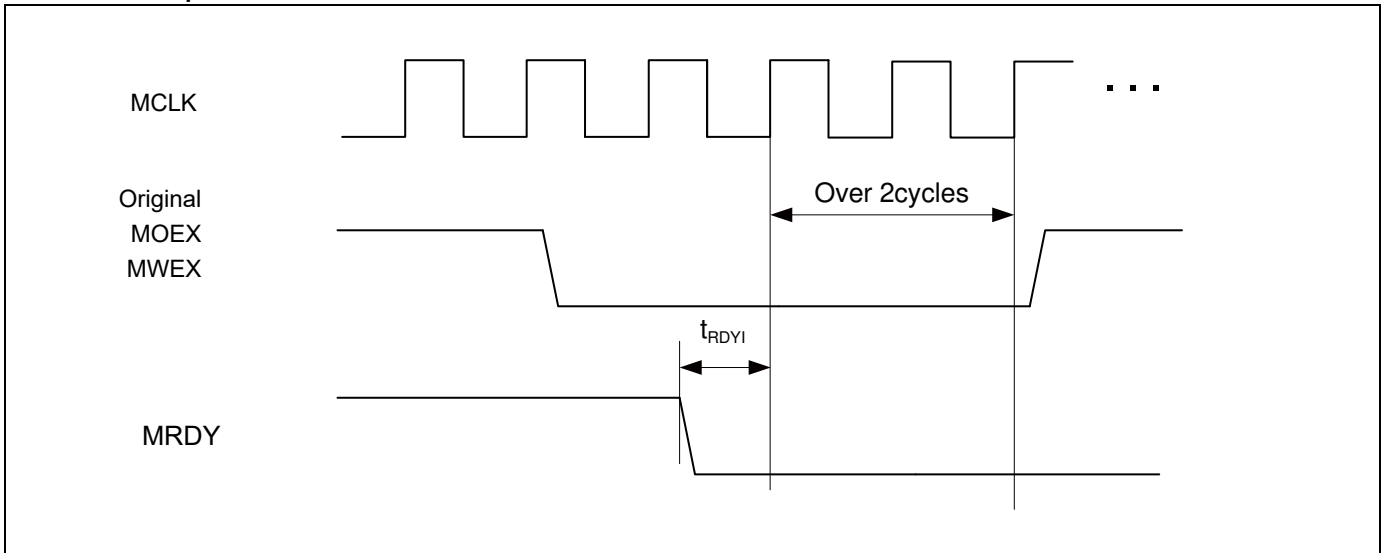 MCLK
. . .
Original
MOEX
MWEX
Over 2cycles
tRDYI
MRDY